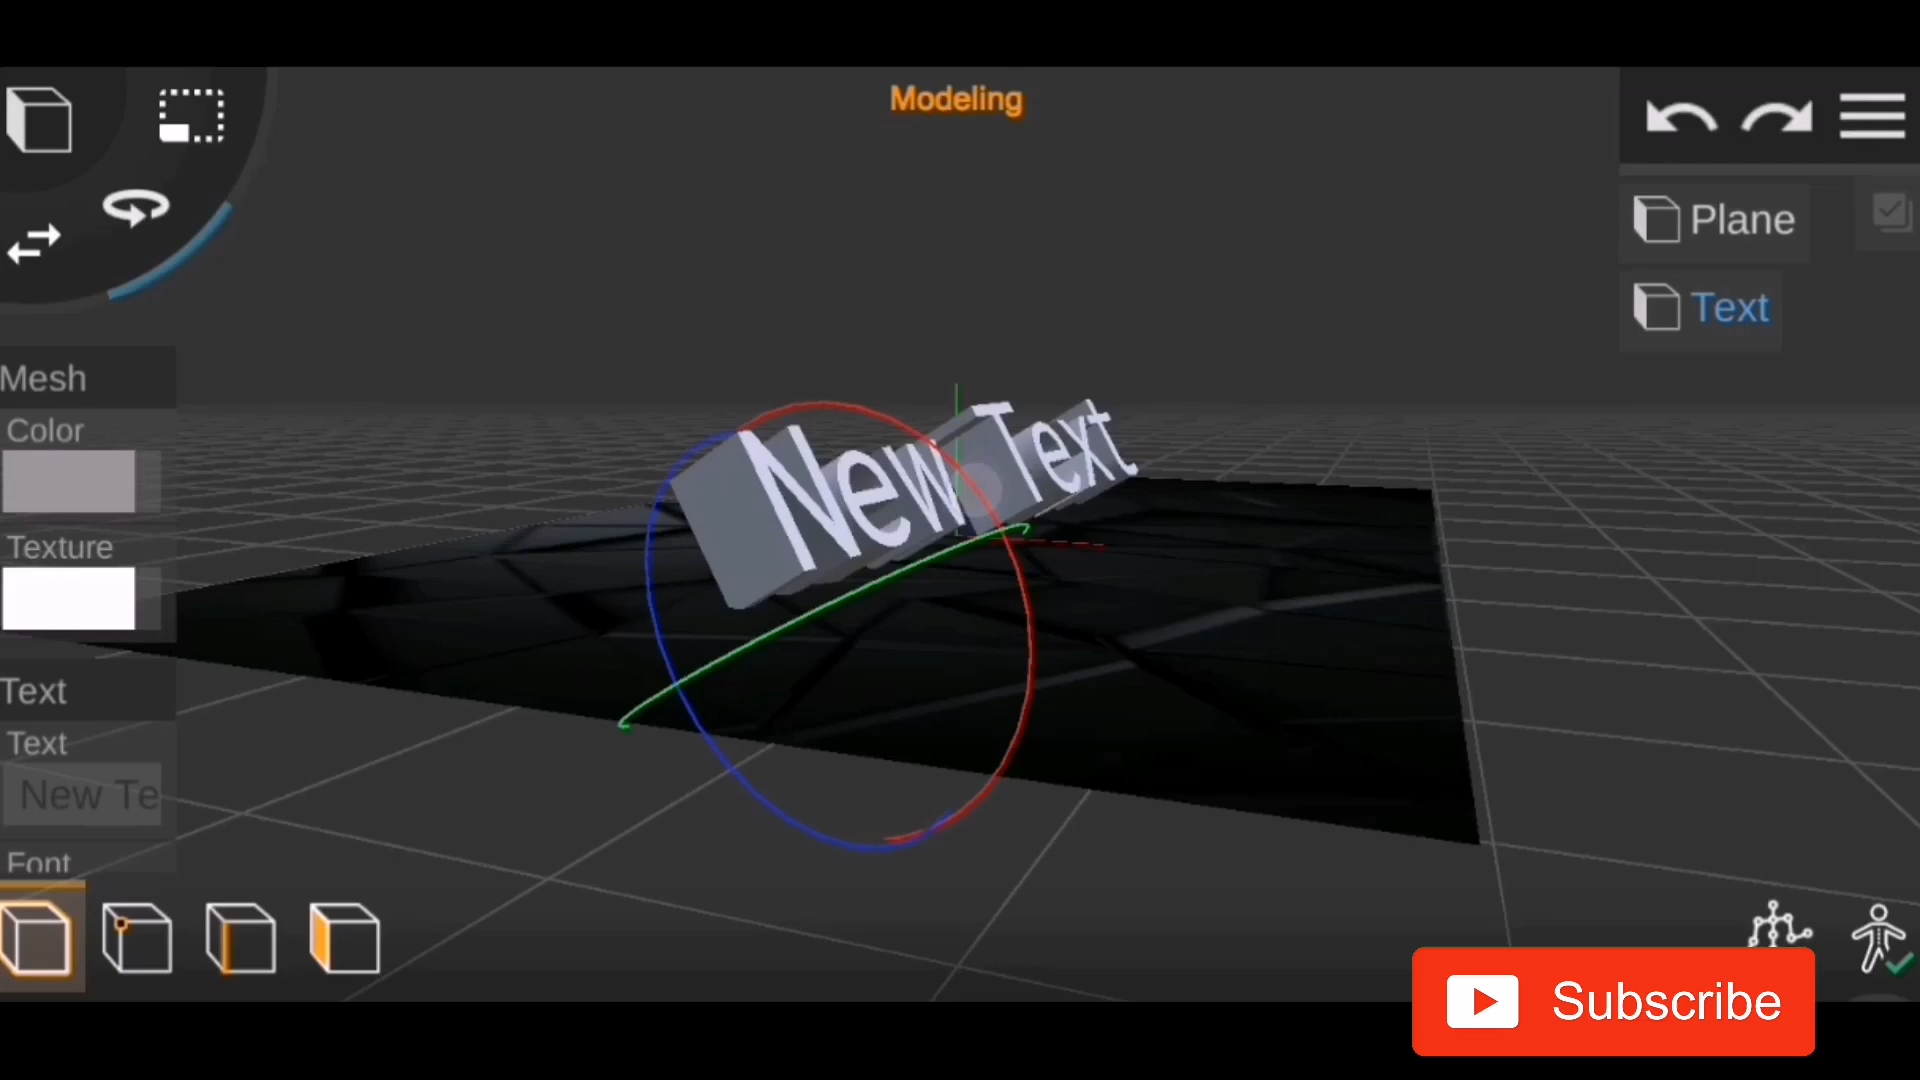 Modeling
Plane
Text
Mesh
Color
Texture
Text
Text
New Te
Font
New Text
Subscribe